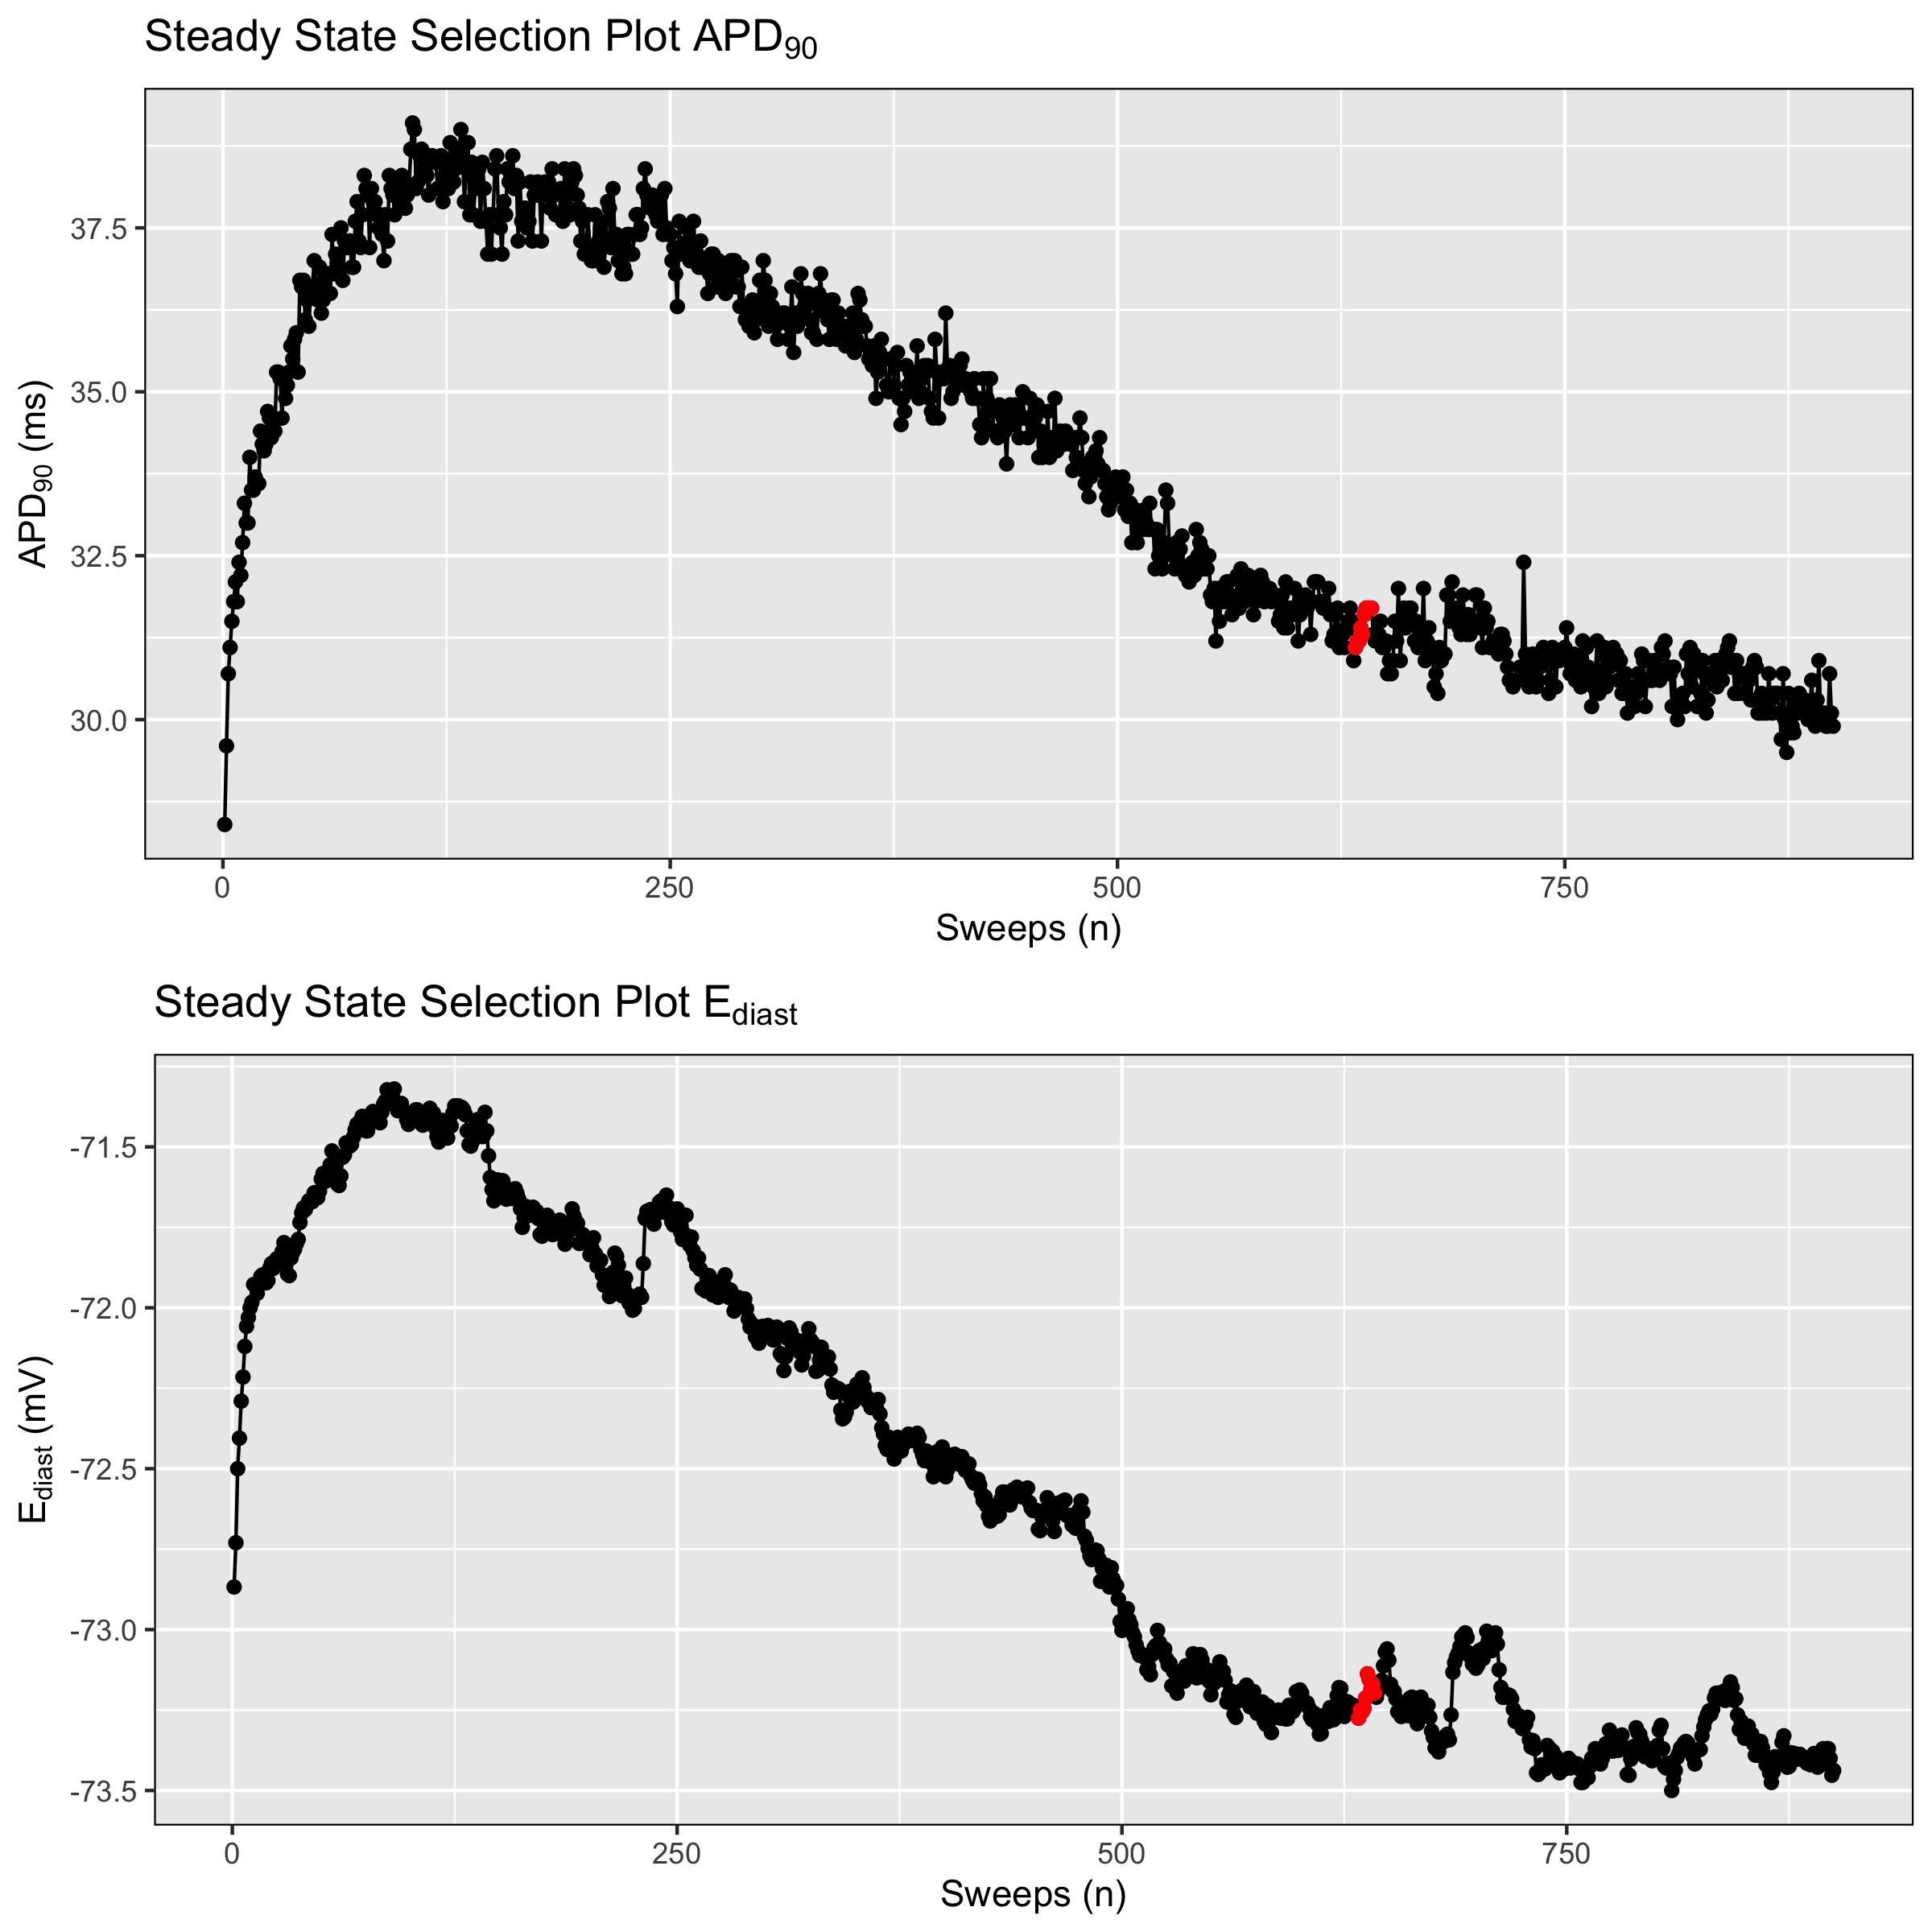 Steady State Selection Plot APD90
APD90 (ms)
37.5
35.0
32.5
30.0
0 250 500 750
Sweeps (n)
Steady State Selection Plot Ediast
Ediast (mV)
-71.5
-72.0
-72.5
-73.0
-73.5
0 250 500 750
Sweeps (n)